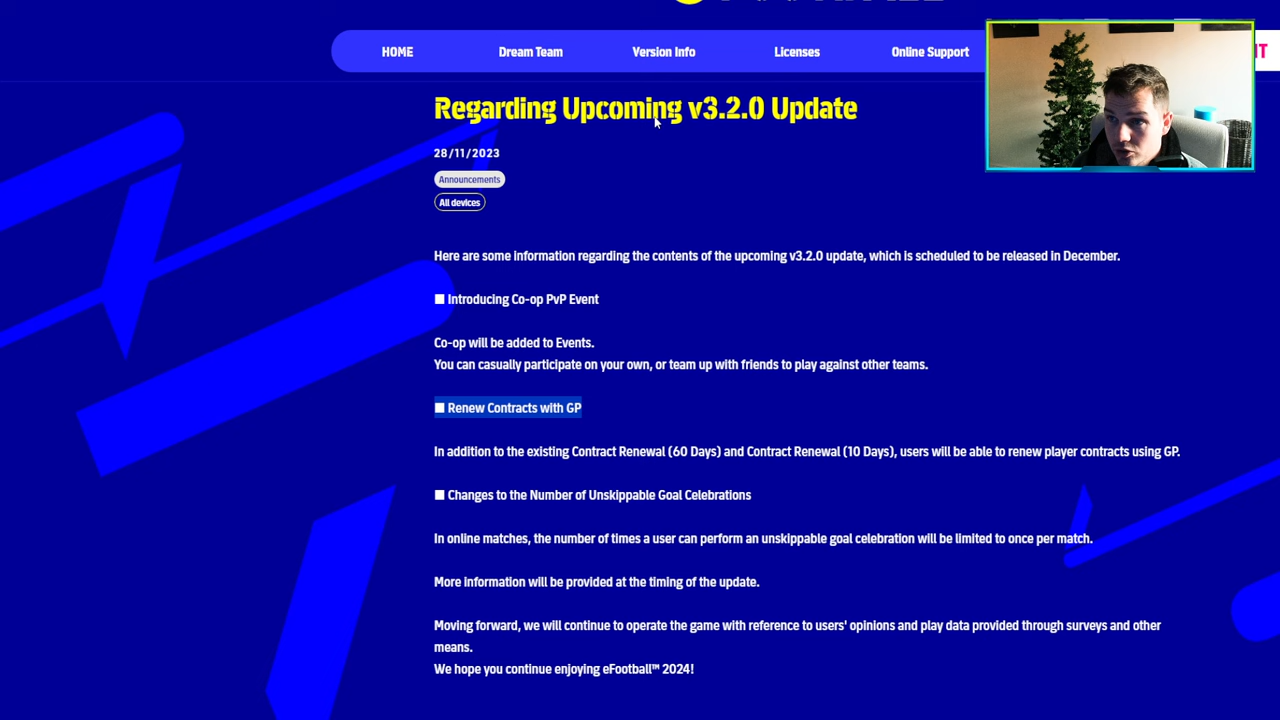 HOME Dream Team Version Info Licenses Online Support IT
Regarding Upcoming v3.2.0 Update
28/11/2023
Announcements
All devices
Here are some information regarding the contents of the upcoming v3.2.0 update, which is scheduled to be released in December.
■ Introducing Co-op PvP Event
Co-op will be added to Events.
You can casually participate on your own, or team up with friends to play against other teams.
■ Renew Contracts with GP
In addition to the existing Contract Renewal (60 Days) and Contract Renewal (10 Days), users will be able to renew player contracts using GP.
■ Changes to the Number of Unskippable Goal Celebrations
In online matches, the number of times a user can perform an unskippable goal celebration will be limited to once per match.
More information will be provided at the timing of the update.
Moving forward, we will continue to operate the game with reference to users' opinions and play data provided through surveys and other
means.
We hope you continue enjoying eFootball™ 2024!